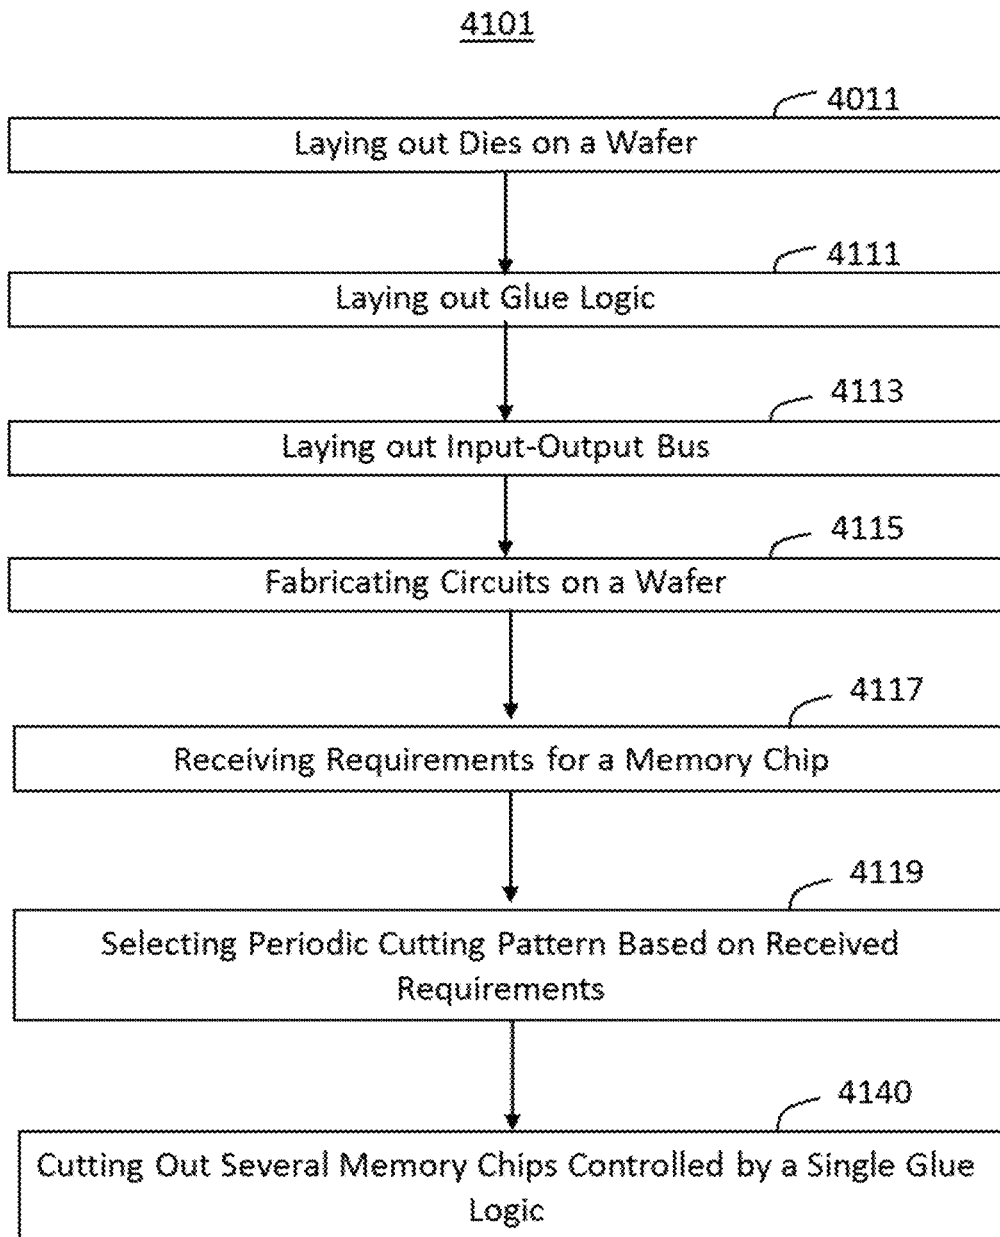 4101
4011
Laying out Dies on a Wafer
4111
Laying out Glue Logic
4113
Laying out Input-Output Bus
4115
Fabricating Circuits on a Wafer
4117
Receiving Requirements for a Memory Chip
4119
Selecting Periodic Cutting Pattern Based on Received
Requirements
4140
Cutting Out Several Memory Chips Controlled by a Single Glue
Logic